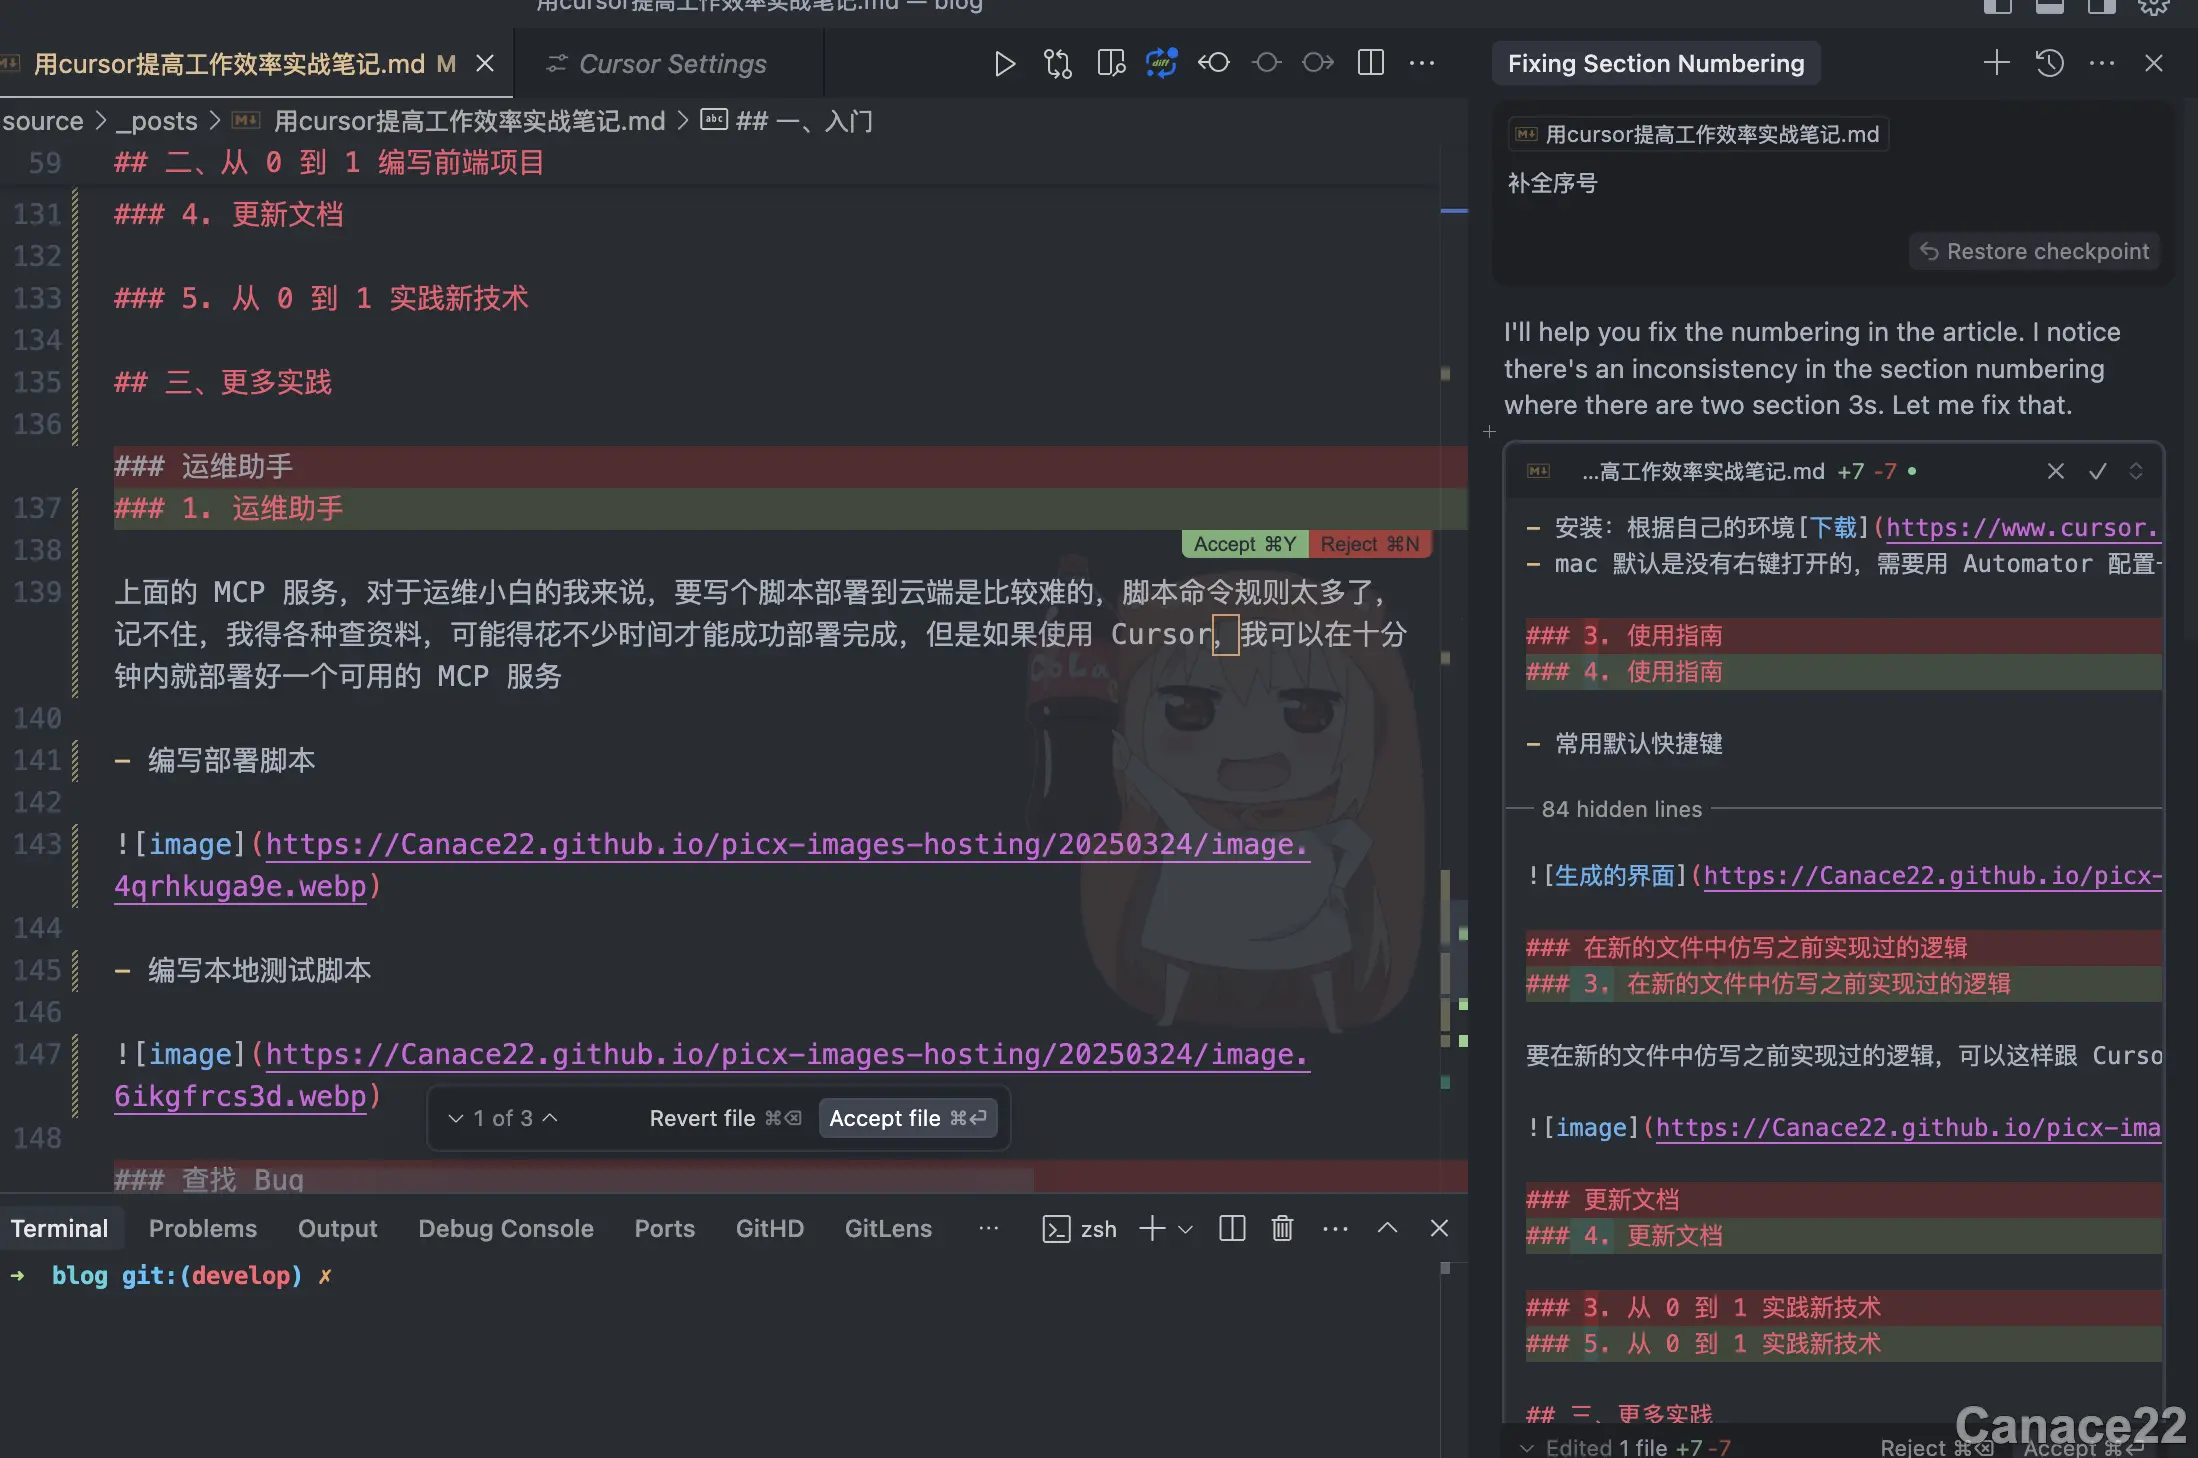 用cursor提高工作效率实战笔记.md — blog
用cursor提高工作效率实战笔记.md M
Cursor Settings
source > _posts > 用cursor提高工作效率实战笔记.md > ## 一、入门
59 ## 二、从 0 到 1 编写前端项目
131 ### 4. 更新文档
132
133 ### 5. 从 0 到 1 实践新技术
134
135 ## 三、更多实践
136
### 运维助手
137 ### 1. 运维助手
138
Accept ⌘Y Reject ⌘N
139 上面的 MCP 服务，对于运维小白的我来说，要写个脚本部署到云端是比较难的，脚本命令规则太多了，
记不住，我得各种查资料，可能得花不少时间才能成功部署完成，但是如果使用 Cursor，我可以在十分
钟内就部署好一个可用的 MCP 服务
140
141 - 编写部署脚本
142
143 ![image](https://Canace22.github.io/picx-images-hosting/20250324/image.
4qrhkuga9e.webp)
144
145 - 编写本地测试脚本
146
147 ![image](https://Canace22.github.io/picx-images-hosting/20250324/image.
6ikgfrcs3d.webp)
148
1 of 3 Revert file ⌘⌫ Accept file ⌘⏎
### 查找 Bug
Terminal Problems Output Debug Console Ports GitHD GitLens ··· zsh
➜ blog git:(develop) ✗
Fixing Section Numbering
用cursor提高工作效率实战笔记.md
补全序号
Restore checkpoint
I'll help you fix the numbering in the article. I notice
there's an inconsistency in the section numbering
where there are two section 3s. Let me fix that.
...高工作效率实战笔记.md +7 -7 •
- 安装：根据自己的环境[下载](https://www.cursor.
- mac 默认是没有右键打开的，需要用 Automator 配置
### 3. 使用指南
### 4. 使用指南
- 常用默认快捷键
84 hidden lines
![生成的界面](https://Canace22.github.io/picx-
### 在新的文件中仿写之前实现过的逻辑
### 3. 在新的文件中仿写之前实现过的逻辑
要在新的文件中仿写之前实现过的逻辑，可以这样跟 Curso
![image](https://Canace22.github.io/picx-ima
### 更新文档
### 4. 更新文档
### 3. 从 0 到 1 实践新技术
### 5. 从 0 到 1 实践新技术
## 三、更多实践
Edited 1 file +7 -7 Reject ⌘⌫ Accept ⌘⏎
Canace22